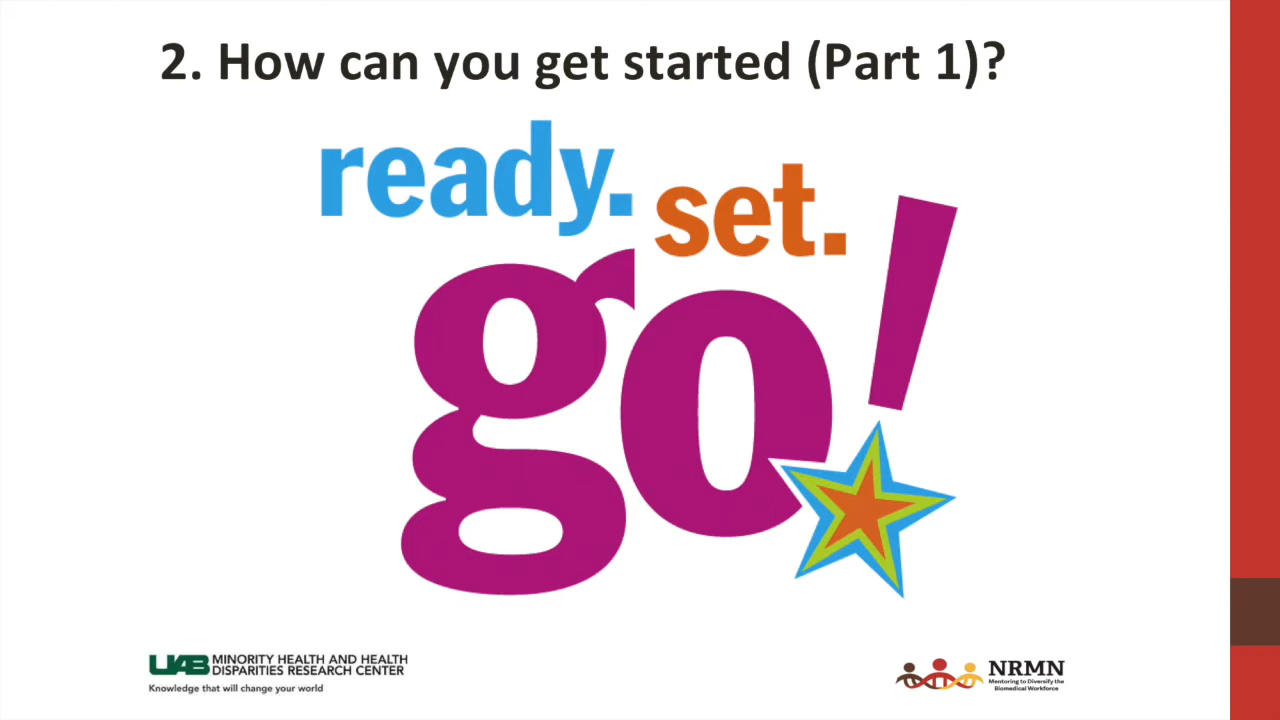 2. How can you get started (Part 1)?
ready.
set.
go!
UAB MINORITY HEALTH AND HEALTH
DISPARITIES RESEARCH CENTER
Knowledge that will change your world
NRMN
Mentoring to Diversify the
Biomedical Workforce